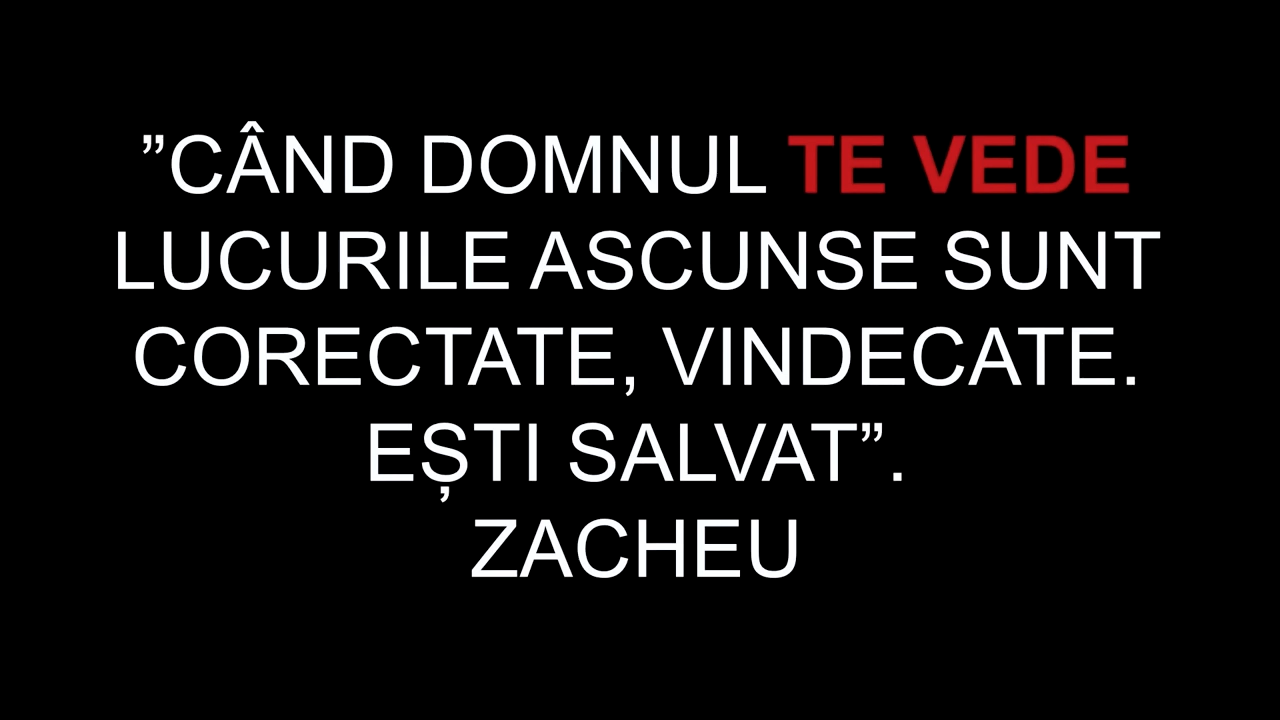 ”CÂND DOMNUL TE VEDE
LUCURILE ASCUNSE SUNT
CORECTATE, VINDECATE.
EȘTI SALVAT”.
ZACHEU